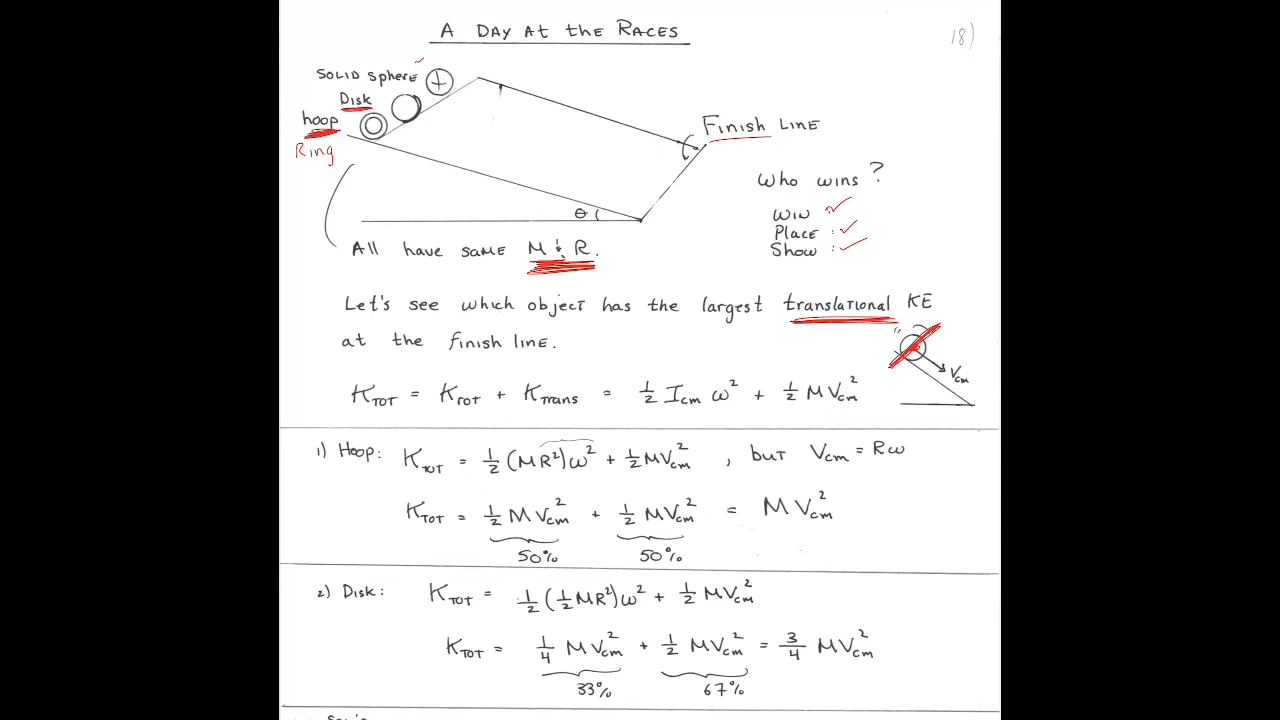 A DAY At the RACES
18)
SOLID Sphere
Disk
hoop
Ring
Finish LINE
θ
Who wins ?
WIN :
PLACE :
Show :
All have same M & R.
Let's see which object has the largest translational KE
at the finish line.
V_cm
K_TOT = K_rot + K_Trans = 1/2 I_cm ω² + 1/2 M V_cm²
1) Hoop: K_TOT = 1/2 (MR²)ω² + 1/2 MV_cm² , but V_cm = Rω
K_TOT = 1/2 MV_cm² + 1/2 MV_cm² = MV_cm²
50% 50%
2) Disk: K_TOT = 1/2 (1/2 MR²)ω² + 1/2 MV_cm²
K_TOT = 1/4 MV_cm² + 1/2 MV_cm² = 3/4 MV_cm²
33% 67%